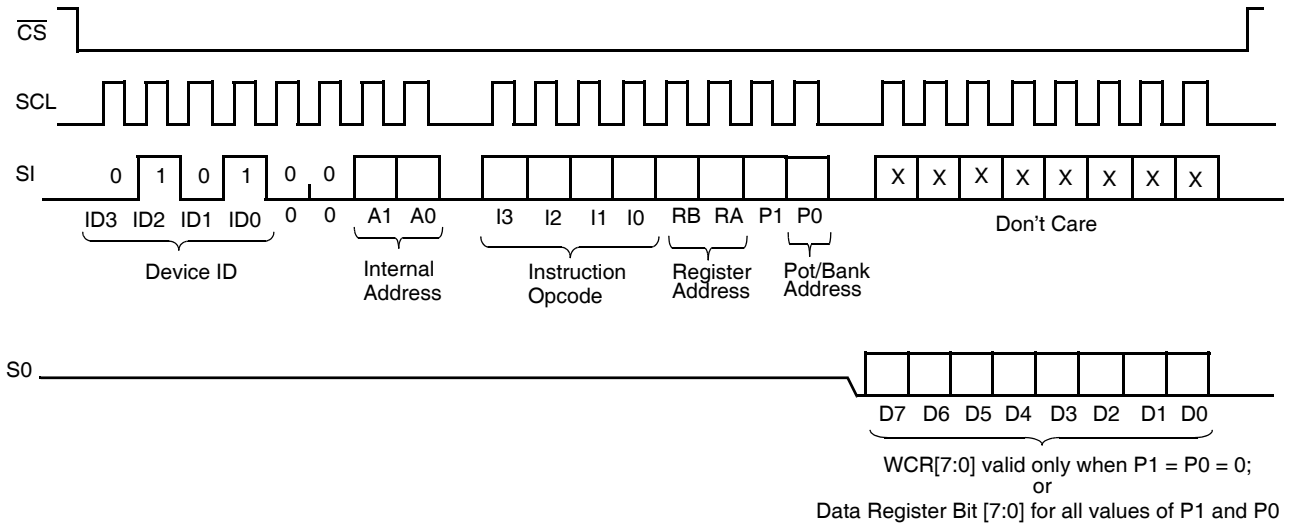 CS
SCL
SI
0 1 0 1 0 0
X X X X X X X X
ID3 ID2 ID1 ID0 0 0 A1 A0 I3 I2 I1 I0 RB RA P1 P0
Don't Care
Device ID
Internal
Address
Instruction
Opcode
Register
Address
Pot/Bank
Address
S0
D7 D6 D5 D4 D3 D2 D1 D0
WCR[7:0] valid only when P1 = P0 = 0;
or
Data Register Bit [7:0] for all values of P1 and P0